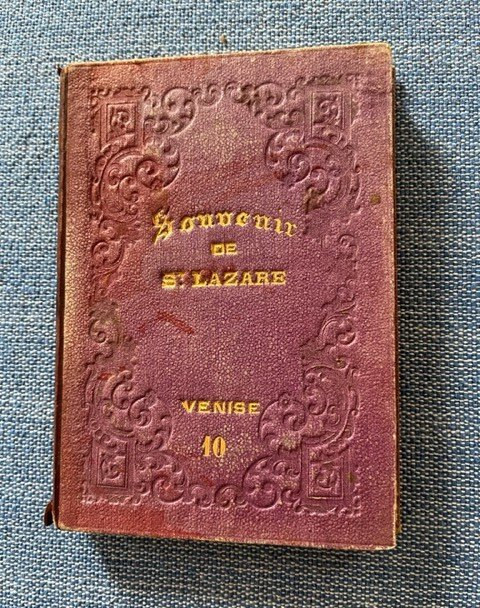 Souvenir
DE
ST LAZARE
VENISE
10